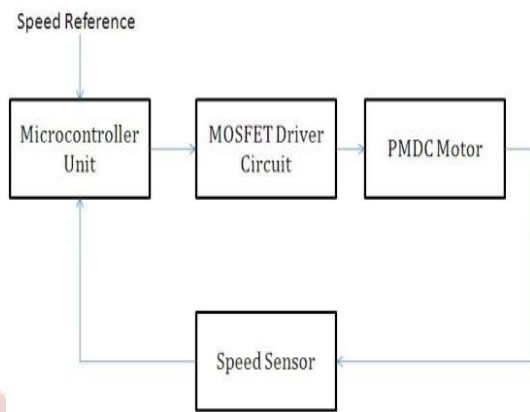 Speed Reference
Microcontroller
Unit
MOSFET Driver
Circuit
PMDC Motor
Speed Sensor